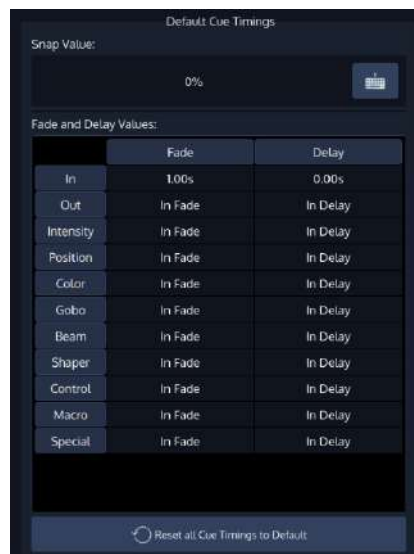 Default Cue Timings
Snap Value:
0%
Fade and Delay Values:
Fade Delay
In 1.00s 0.00s
Out In Fade In Delay
Intensity In Fade In Delay
Position In Fade In Delay
Color In Fade In Delay
Gobo In Fade In Delay
Beam In Fade In Delay
Shaper In Fade In Delay
Control In Fade In Delay
Macro In Fade In Delay
Special In Fade In Delay
Reset all Cue Timings to Default